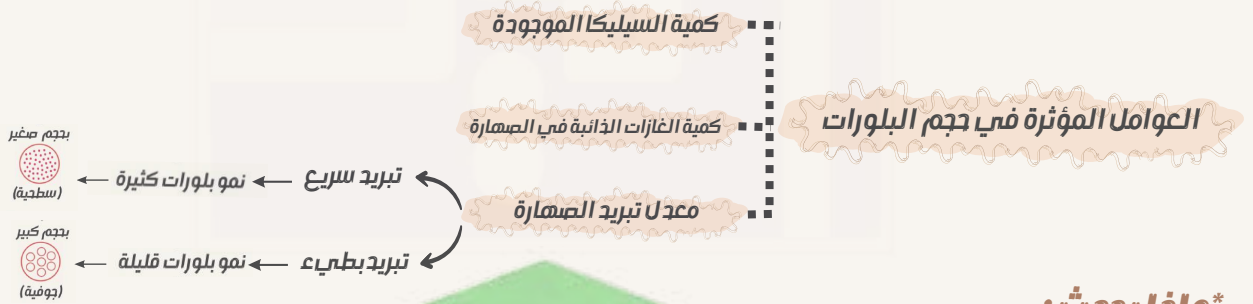 العوامل المؤثرة في حجم البلورات
كمية السيليكا الموجودة
كمية الغازات الذائبة في الصهارة
معدل تبريد الصهارة
تبريد سريع
نمو بلورات كثيرة
بحجم صغير
(سطحية)
تبريد بطيء
نمو بلورات قليلة
بحجم كبير
(جوفية)